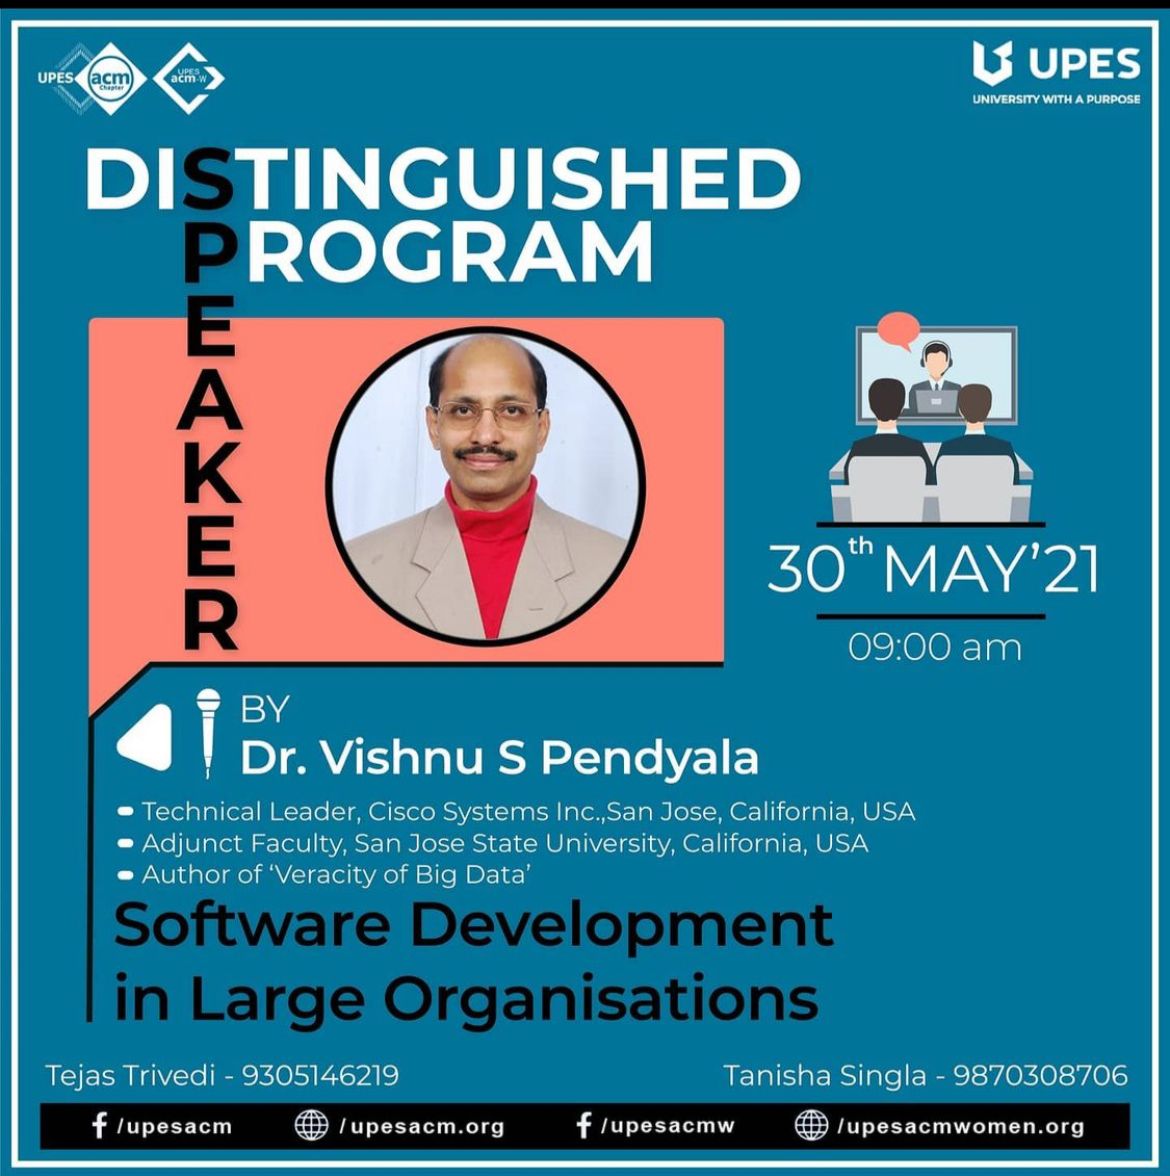 UPES acm Chapter
UPES acm-w
UPES
UNIVERSITY WITH A PURPOSE
DISTINGUISHED
PROGRAM
SPEAKER
30th MAY'21
09:00 am
BY
Dr. Vishnu S Pendyala
Technical Leader, Cisco Systems Inc.,San Jose, California, USA
Adjunct Faculty, San Jose State University, California, USA
Author of ‘Veracity of Big Data’
Software Development
in Large Organisations
Tejas Trivedi - 9305146219
Tanisha Singla - 9870308706
f /upesacm
/upesacm.org
f /upesacmw
/upesacmwomen.org